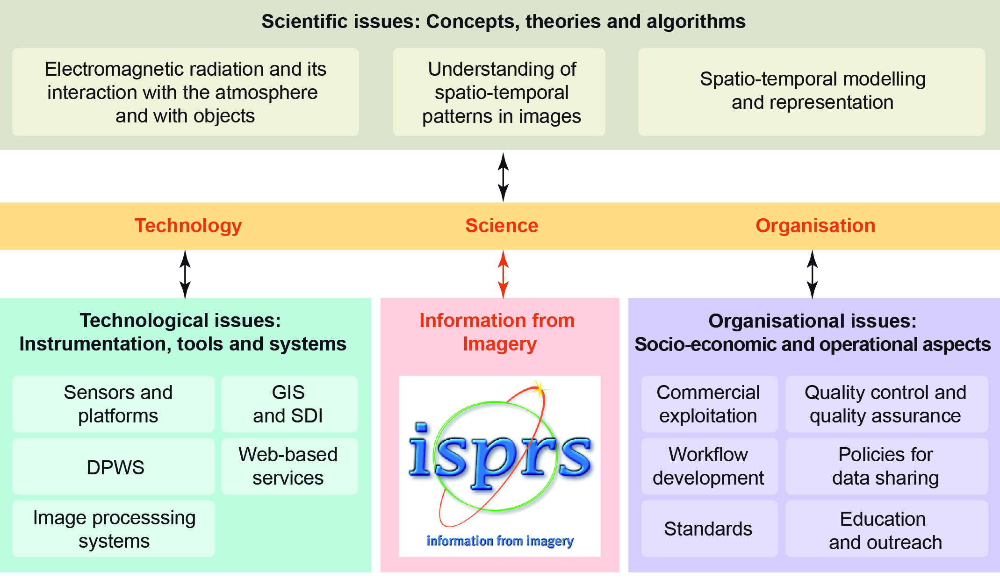 Scientific issues: Concepts, theories and algorithms
Electromagnetic radiation and its
interaction with the atmosphere
and with objects
Understanding of
spatio-temporal
patterns in images
Spatio-temporal modelling
and representation
Technology
Science
Organisation
Technological issues:
Instrumentation, tools and systems
Sensors and
platforms
GIS
and SDI
DPWS
Web-based
services
Image processsing
systems
Information from
Imagery
isprs
information from imagery
Organisational issues:
Socio-economic and operational aspects
Commercial
exploitation
Quality control and
quality assurance
Workflow
development
Policies for
data sharing
Standards
Education
and outreach